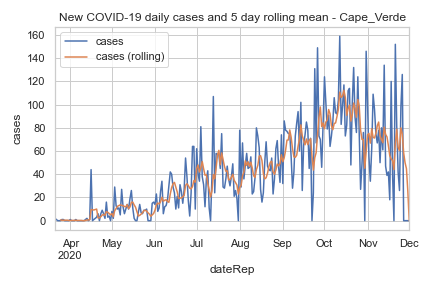 New COVID-19 daily cases and 5 day rolling mean - Cape_Verde
cases
cases (rolling)
160
140
120
100
80
60
40
20
0
cases
Apr May Jun Jul Aug Sep Oct Nov Dec
2020
dateRep